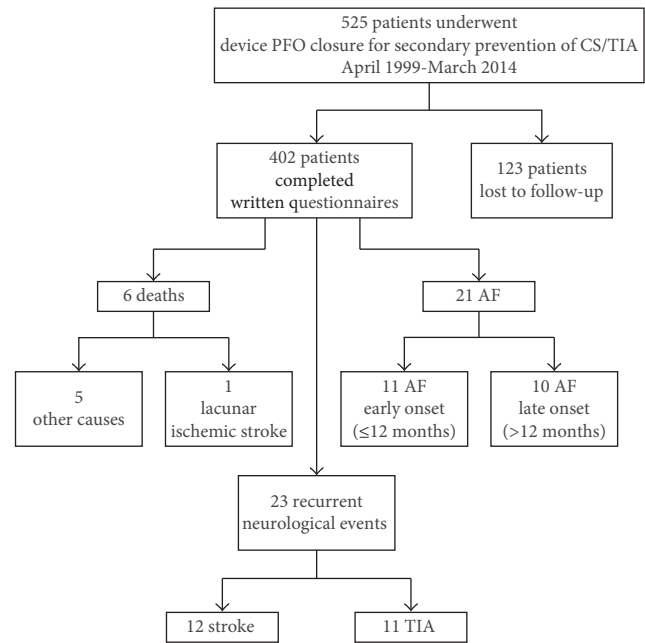 525 patients underwent
device PFO closure for secondary prevention of CS/TIA
April 1999-March 2014
402 patients
completed
written questionnaires
123 patients
lost to follow-up
6 deaths
21 AF
5
other causes
1
lacunar
ischemic stroke
11 AF
early onset
(≤12 months)
10 AF
late onset
(>12 months)
23 recurrent
neurological events
12 stroke
11 TIA